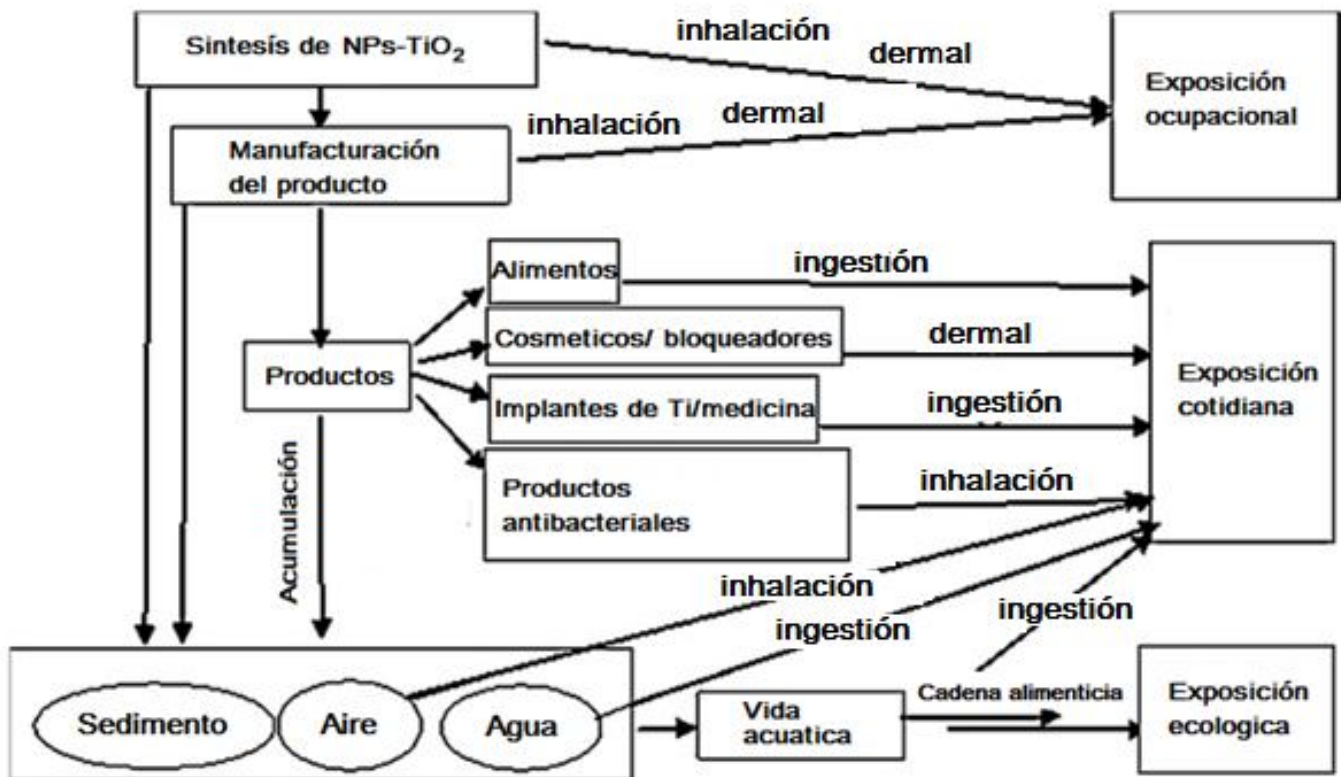 Sintesís de NPs-TiO₂
inhalación
dermal
Exposición
ocupacional
Manufacturación
del producto
inhalación
dermal
Alimentos
ingestión
Cosmeticos/ bloqueadores
dermal
Productos
Implantes de Ti/medicina
ingestión
Exposición
cotidiana
Productos
antibacteriales
inhalación
Acumulación
inhalación
ingestión
ingestión
Sedimento
Aire
Agua
Vida
acuatica
Cadena alimenticia
Exposición
ecologica